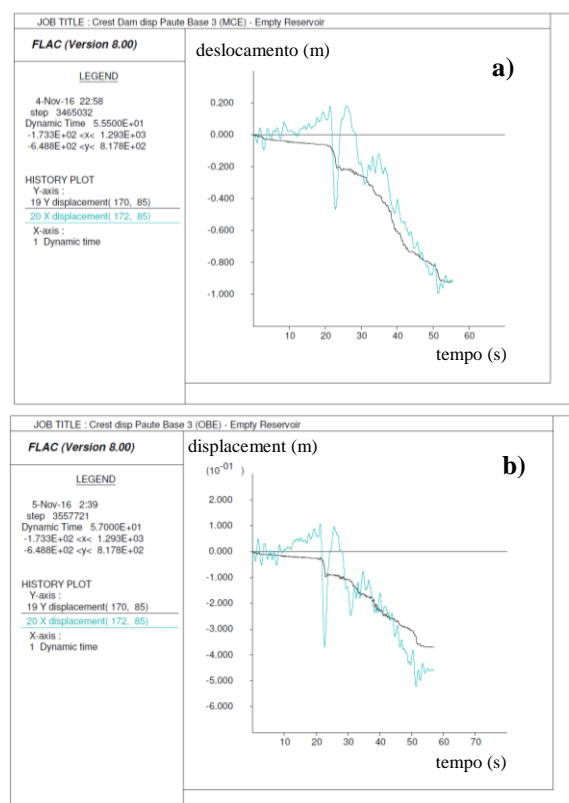 JOB TITLE : Crest Dam disp Paute Base 3 (MCE) - Empty Reservoir
FLAC (Version 8.00)
LEGEND
4-Nov-16 22:58
step 3465032
Dynamic Time 5.5500E+01
-1.733E+02 <x< 1.293E+03
-6.488E+02 <y< 8.178E+02
HISTORY PLOT
Y-axis :
19 Y displacement( 170, 85)
20 X displacement( 172, 85)
X-axis :
1 Dynamic time
deslocamento (m)
a)
0.200
0.000
-0.200
-0.400
-0.600
-0.800
-1.000
10 20 30 40 50 60
tempo (s)
JOB TITLE : Crest disp Paute Base 3 (OBE) - Empty Reservoir
FLAC (Version 8.00)
LEGEND
5-Nov-16 2:39
step 3557721
Dynamic Time 5.7000E+01
-1.733E+02 <x< 1.293E+03
-6.488E+02 <y< 8.178E+02
HISTORY PLOT
Y-axis :
19 Y displacement( 170, 85)
20 X displacement( 172, 85)
X-axis :
1 Dynamic time
displacement (m)
b)
(10⁻⁰¹)
2.000
1.000
0.000
-1.000
-2.000
-3.000
-4.000
-5.000
-6.000
10 20 30 40 50 60 70
tempo (s)